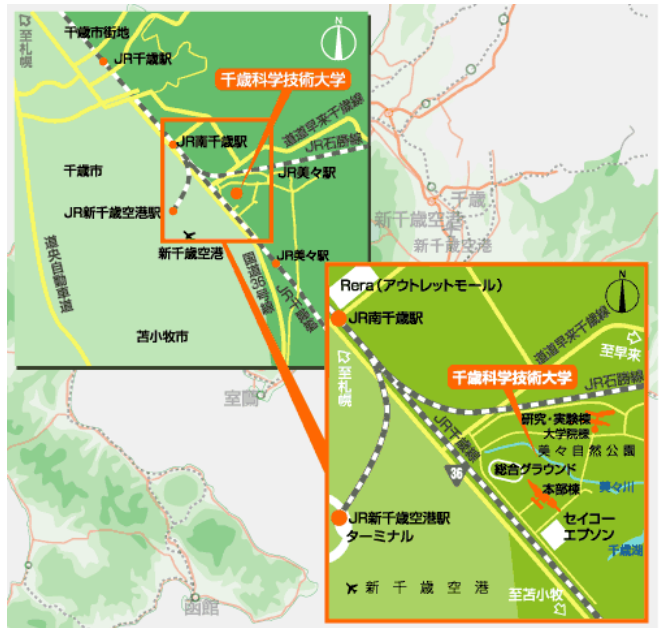 至札幌
千歳市街地
N
JR千歳駅
千歳科学技術大学
道道早来千歳線
JR南千歳駅
JR石勝線
千歳市
JR美々駅
JR新千歳空港駅
新千歳空港
JR美々駅
道央自動車道
国道36号線
JR千歳線
苫小牧市
千歳
新千歳空港
新千歳空港
室蘭
函館
Rera(アウトレットモール)
N
JR南千歳駅
道道早来千歳線
至早来
至札幌
千歳科学技術大学
JR石勝線
JR千歳線
研究・実験棟
大学院棟
美々自然公園
36
総合グラウンド
美々川
本部棟
JR新千歳空港駅
ターミナル
セイコー
エプソン
千歳湖
新千歳空港
至苫小牧